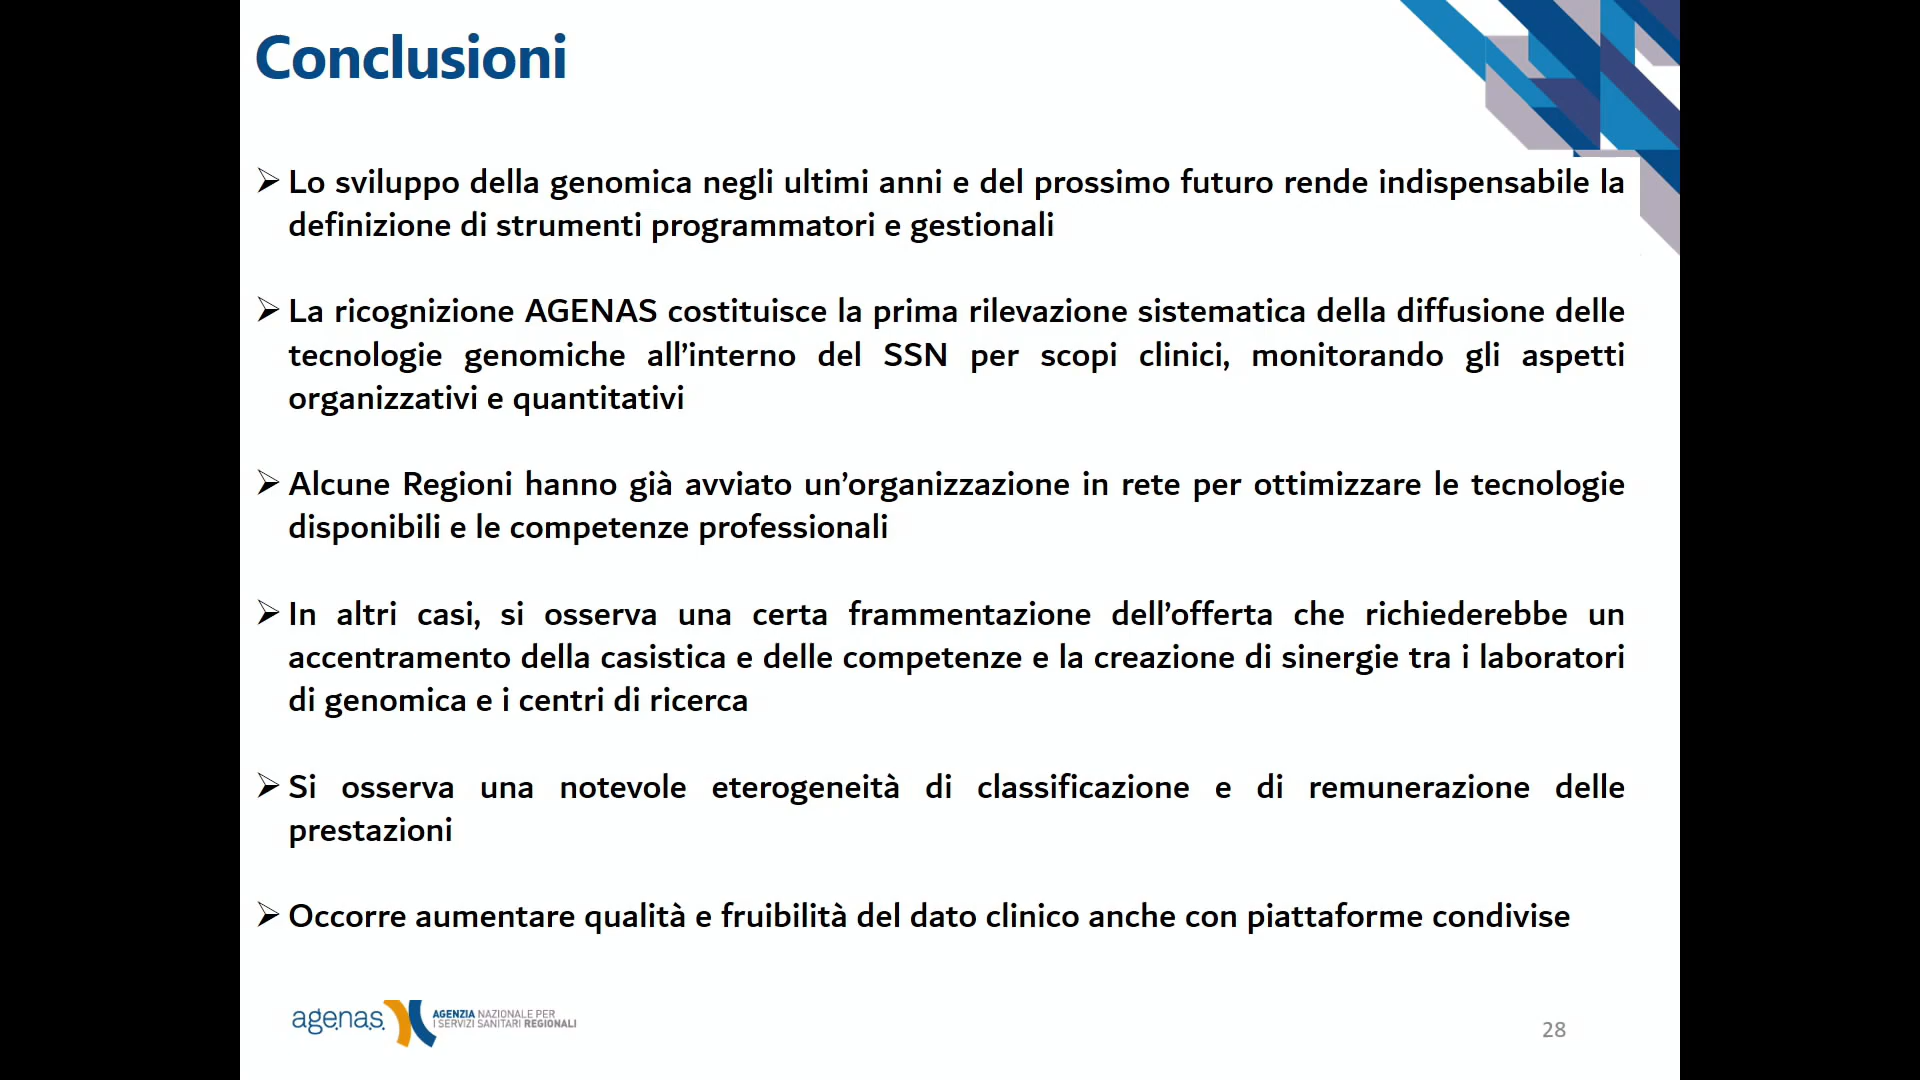 Conclusioni
Lo sviluppo della genomica negli ultimi anni e del prossimo futuro rende indispensabile la
definizione di strumenti programmatori e gestionali
La ricognizione AGENAS costituisce la prima rilevazione sistematica della diffusione delle
tecnologie genomiche all’interno del SSN per scopi clinici, monitorando gli aspetti
organizzativi e quantitativi
Alcune Regioni hanno già avviato un’organizzazione in rete per ottimizzare le tecnologie
disponibili e le competenze professionali
In altri casi, si osserva una certa frammentazione dell’offerta che richiederebbe un
accentramento della casistica e delle competenze e la creazione di sinergie tra i laboratori
di genomica e i centri di ricerca
Si osserva una notevole eterogeneità di classificazione e di remunerazione delle
prestazioni
Occorre aumentare qualità e fruibilità del dato clinico anche con piattaforme condivise
age.na.s.
AGENZIA NAZIONALE PER
I SERVIZI SANITARI REGIONALI
28